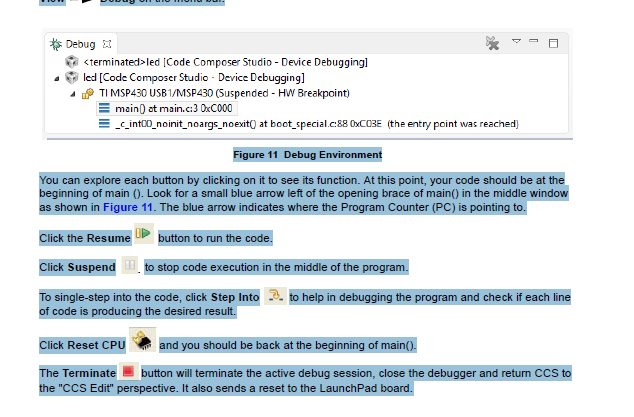 View Debug on the menu bar.
Debug
<terminated>led [Code Composer Studio - Device Debugging]
led [Code Composer Studio - Device Debugging]
TI MSP430 USB1/MSP430 (Suspended - HW Breakpoint)
main() at main.c:3 0xC000
_c_int00_noinit_noargs_noexit() at boot_special.c:88 0xC03E (the entry point was reached)
Figure 11 Debug Environment
You can explore each button by clicking on it to see its function. At this point, your code should be at the
beginning of main (). Look for a small blue arrow left of the opening brace of main() in the middle window
as shown in Figure 11. The blue arrow indicates where the Program Counter (PC) is pointing to.
Click the Resume button to run the code.
Click Suspend . to stop code execution in the middle of the program.
To single-step into the code, click Step Into to help in debugging the program and check if each line
of code is producing the desired result.
Click Reset CPU and you should be back at the beginning of main().
The Terminate button will terminate the active debug session, close the debugger and return CCS to
the "CCS Edit" perspective. It also sends a reset to the LaunchPad board.